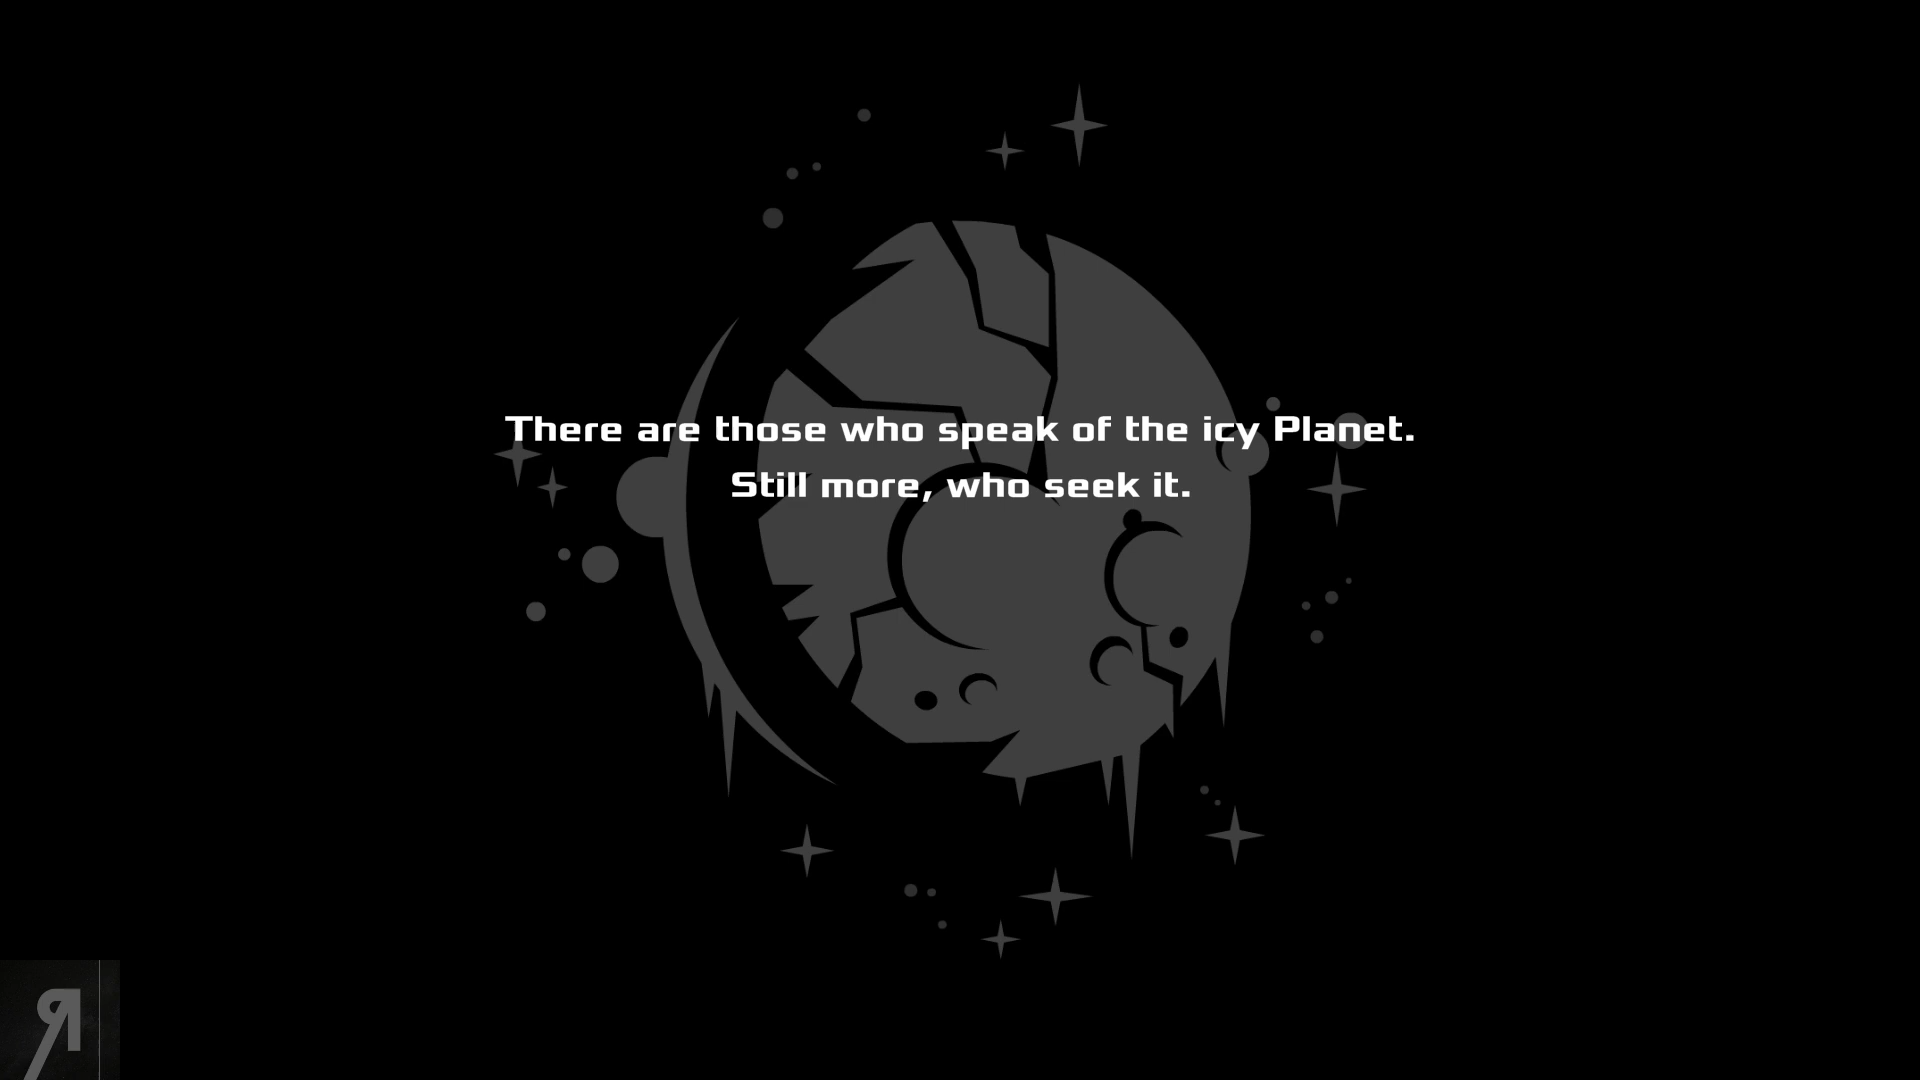 There are those who speak of the icy Planet.
Still more, who seek it.